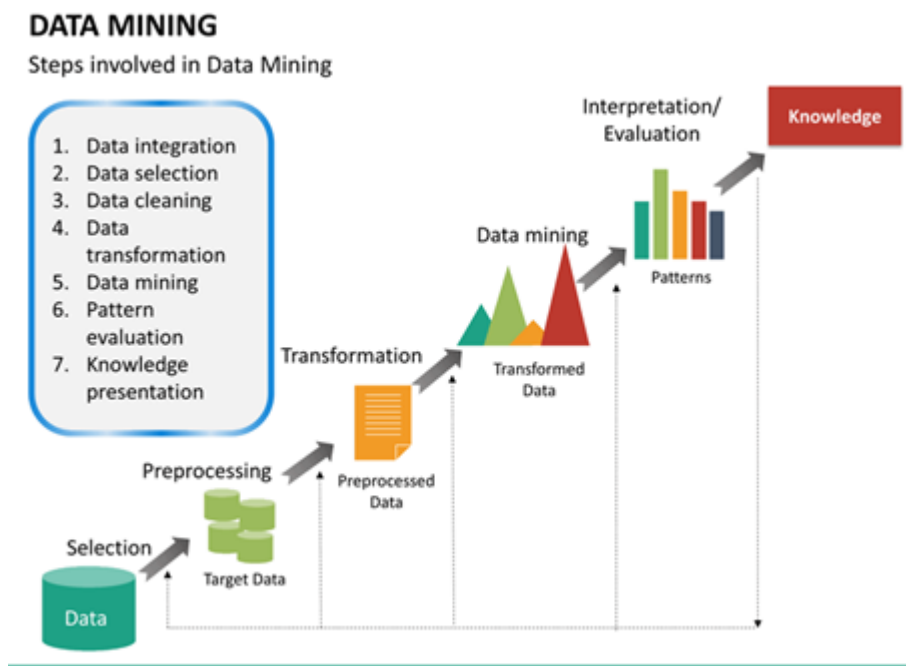 DATA MINING
Steps involved in Data Mining
1. Data integration
2. Data selection
3. Data cleaning
4. Data
transformation
5. Data mining
6. Pattern
evaluation
7. Knowledge
presentation
Interpretation/
Evaluation
Knowledge
Data mining
Patterns
Transformation
Transformed
Data
Preprocessing
Preprocessed
Data
Selection
Target Data
Data